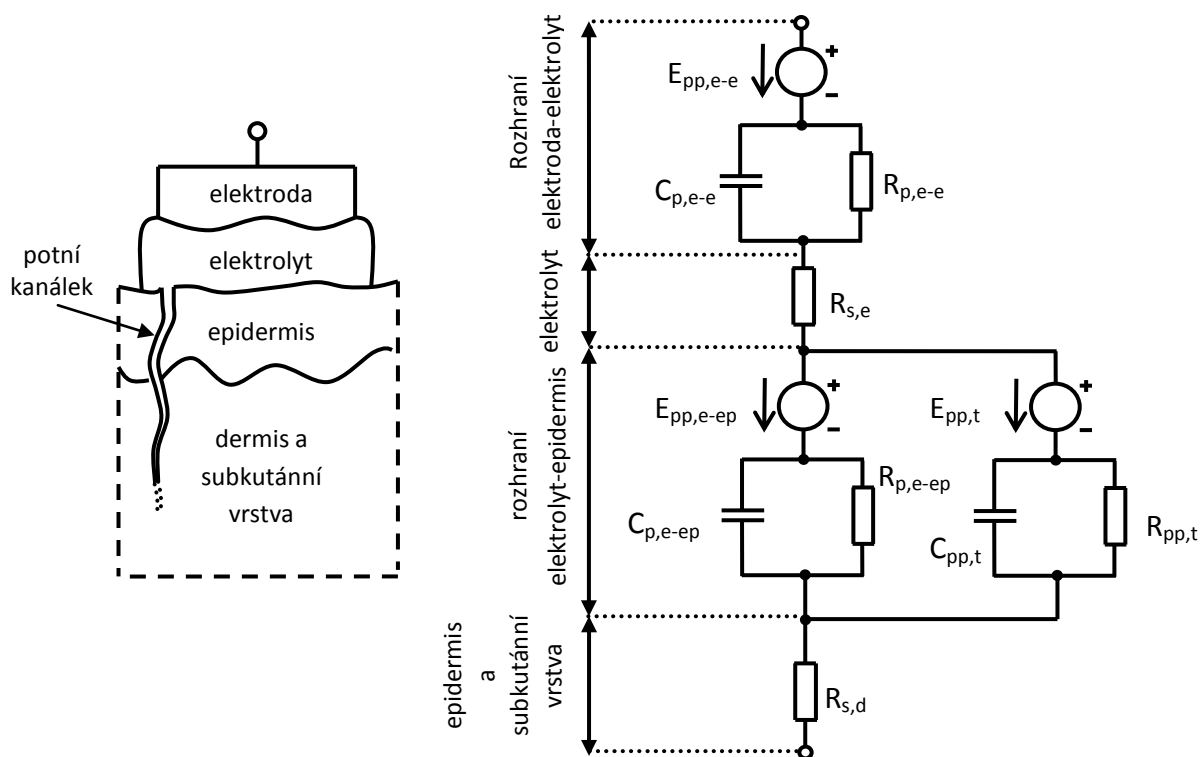 elektroda
elektrolyt
potní
kanálek
epidermis
dermis a
subkutánní
vrstva
Rozhraní
elektroda-elektrolyt
elektrolyt
rozhraní
elektrolyt-epidermis
epidermis
a
subkutánní
vrstva
E_pp,e-e
+
−
C_p,e-e
R_p,e-e
R_s,e
E_pp,e-ep
+
−
E_pp,t
+
−
C_p,e-ep
R_p,e-ep
C_pp,t
R_pp,t
R_s,d